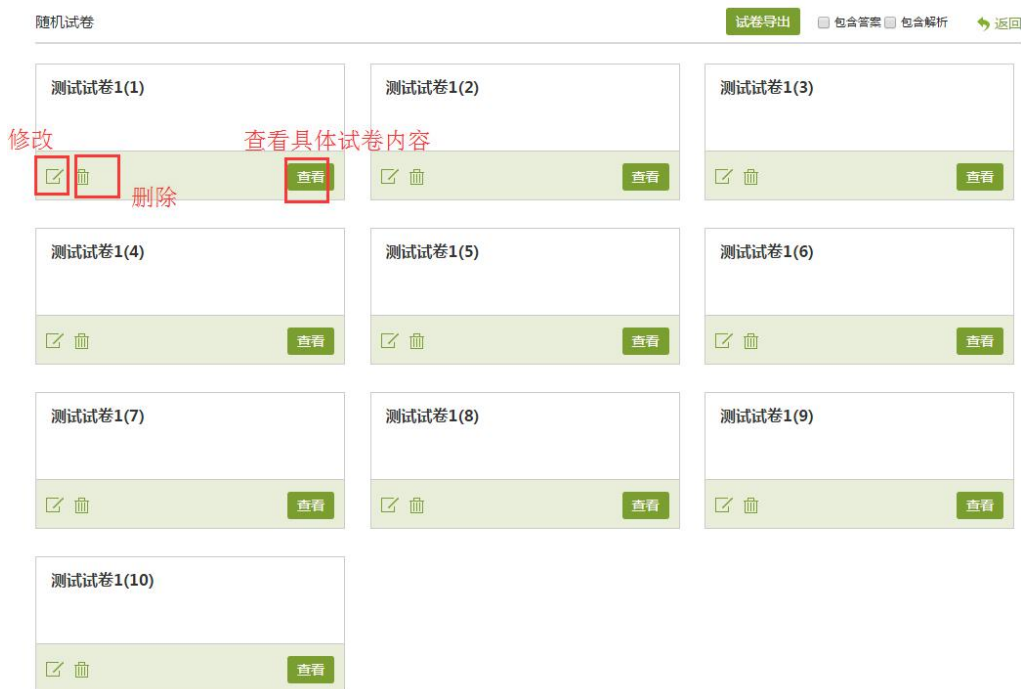 随机试卷 试卷导出 包含答案 包含解析 返回
测试试卷1(1) 测试试卷1(2) 测试试卷1(3)
修改 查看具体试卷内容
查看 查看 查看
删除
测试试卷1(4) 测试试卷1(5) 测试试卷1(6)
查看 查看 查看
测试试卷1(7) 测试试卷1(8) 测试试卷1(9)
查看 查看 查看
测试试卷1(10)
查看